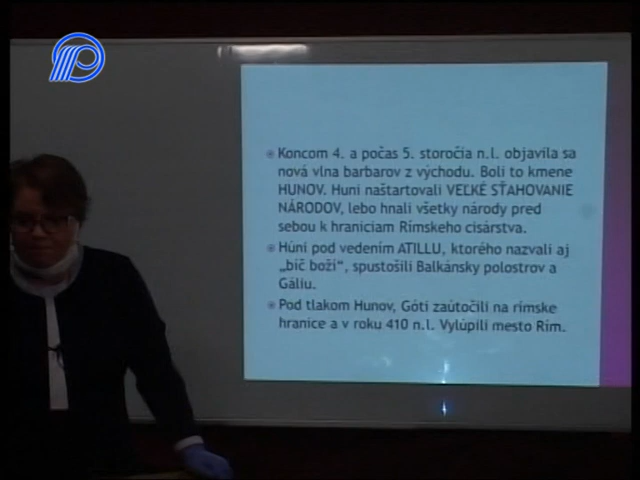 Koncom 4. a počas 5. storočia n.l. objavila sa
nová vlna barbarov z východu. Boli to kmene
HUNOV. Huni naštartovali VEĽKÉ SŤAHOVANIE
NÁRODOV, lebo hnali všetky národy pred
sebou k hraniciam Rímskeho cisárstva.
Húni pod vedením ATILLU, ktorého nazvali aj
„bič boží“, spustošili Balkánsky polostrov a
Gáliu.
Pod tlakom Hunov, Góti zaútočili na rímske
hranice a v roku 410 n.l. Vylúpili mesto Rím.